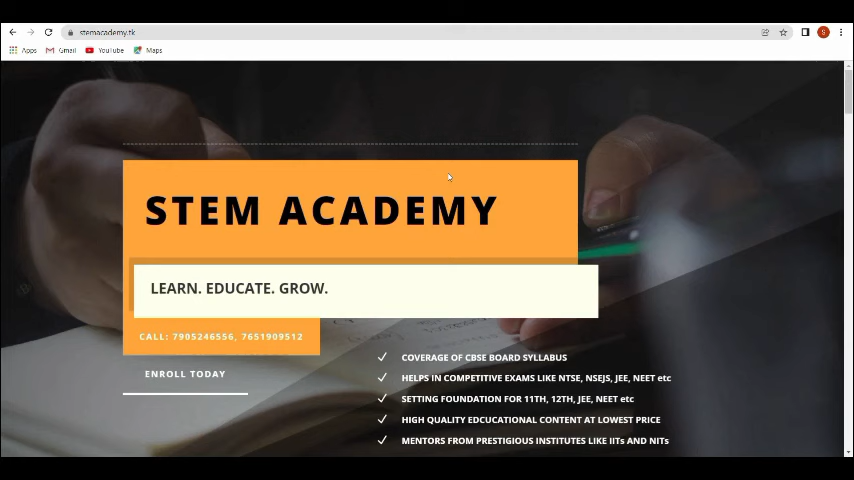 stemacademy.tk
S
Apps Gmail YouTube Maps
STEM ACADEMY
LEARN. EDUCATE. GROW.
CALL: 7905246556, 7651909512
ENROLL TODAY
COVERAGE OF CBSE BOARD SYLLABUS
HELPS IN COMPETITIVE EXAMS LIKE NTSE, NSEJS, JEE, NEET etc
SETTING FOUNDATION FOR 11TH, 12TH, JEE, NEET etc
HIGH QUALITY EDCUCATIONAL CONTENT AT LOWEST PRICE
MENTORS FROM PRESTIGIOUS INSTITUTES LIKE IITs AND NITs